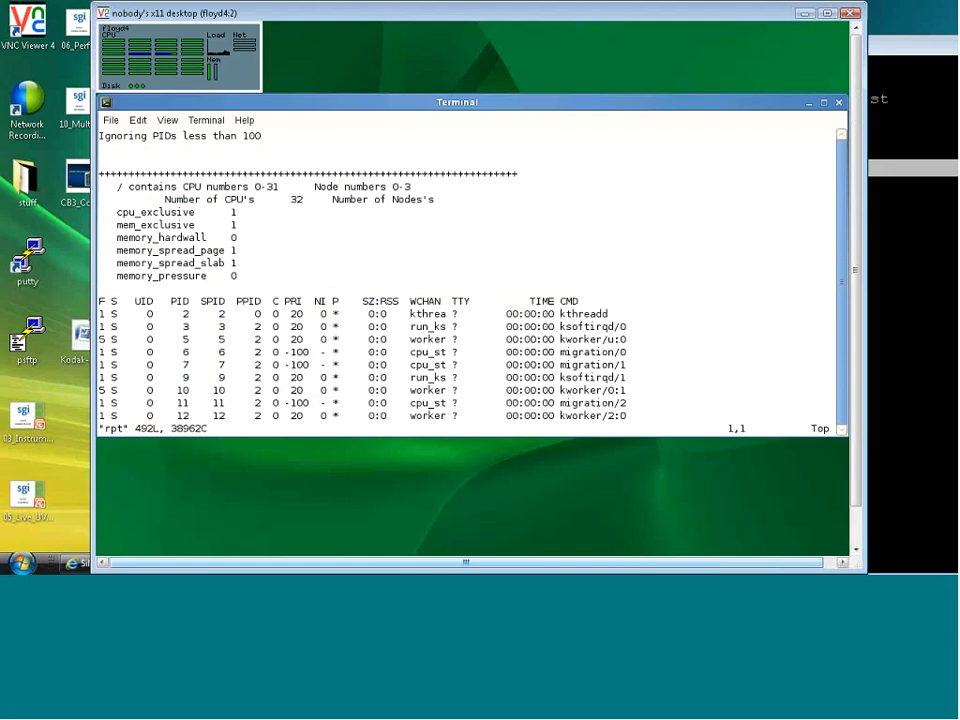 nobody's x11 desktop (floyd4:2)
VNC Viewer 4
sgi
06_Perf
floyd4
CPU
Load
Net
Mem
Disk
Network Recordi...
sgi
10_Mult
stuff
CB3_Co
putty
psftp
Kodak-
sgi
03_Instrum...
sgi
05_Live_UV...
st
Terminal
File Edit View Terminal Help
Ignoring PIDs less than 100
++++++++++++++++++++++++++++++++++++++++++++++++++++++++++++++++++++++
/ contains CPU numbers 0-31 Node numbers 0-3
Number of CPU's 32 Number of Nodes's
cpu_exclusive 1
mem_exclusive 1
memory_hardwall 0
memory_spread_page 1
memory_spread_slab 1
memory_pressure 0
F S UID PID SPID PPID C PRI NI P SZ:RSS WCHAN TTY TIME CMD
1 S 0 2 2 0 0 20 0 * 0:0 kthrea ? 00:00:00 kthreadd
1 S 0 3 3 2 0 20 0 * 0:0 run_ks ? 00:00:00 ksoftirqd/0
5 S 0 5 5 2 0 20 0 * 0:0 worker ? 00:00:00 kworker/u:0
1 S 0 6 6 2 0 -100 - * 0:0 cpu_st ? 00:00:00 migration/0
1 S 0 7 7 2 0 -100 - * 0:0 cpu_st ? 00:00:00 migration/1
1 S 0 9 9 2 0 20 0 * 0:0 run_ks ? 00:00:00 ksoftirqd/1
5 S 0 10 10 2 0 20 0 * 0:0 worker ? 00:00:00 kworker/0:1
1 S 0 11 11 2 0 -100 - * 0:0 cpu_st ? 00:00:00 migration/2
1 S 0 12 12 2 0 20 0 * 0:0 worker ? 00:00:00 kworker/2:0
"rpt" 492L, 38962C 1,1 Top